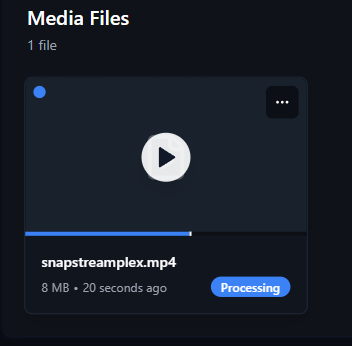 Media Files
1 file
snapstreamplex.mp4
8 MB • 20 seconds ago
Processing